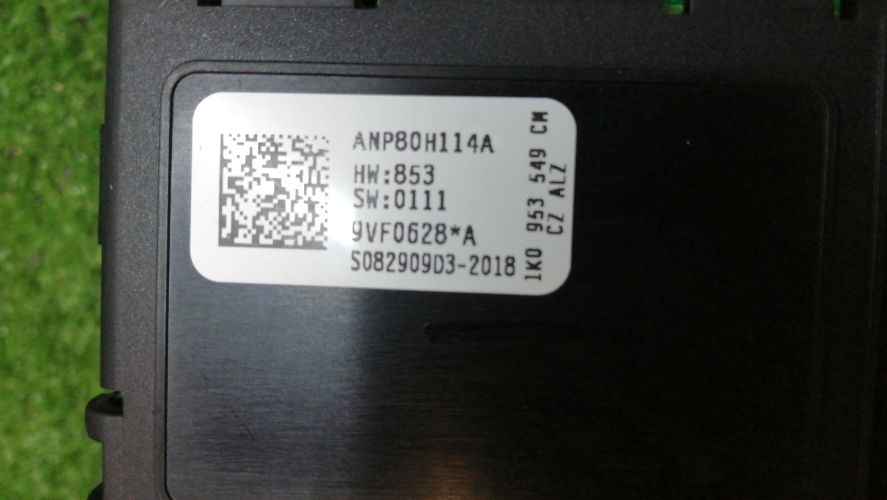 ANP80H114A
HW:853
SW:0111
9VF0628*A
S082909D3-2018
1K0 953 549 CM
CZ ALZ